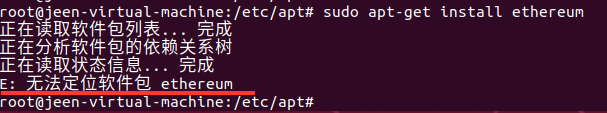 root@jeen-virtual-machine:/etc/apt# sudo apt-get install ethereum
正在读取软件包列表... 完成
正在分析软件包的依赖关系树
正在读取状态信息... 完成
E: 无法定位软件包 ethereum
root@jeen-virtual-machine:/etc/apt#